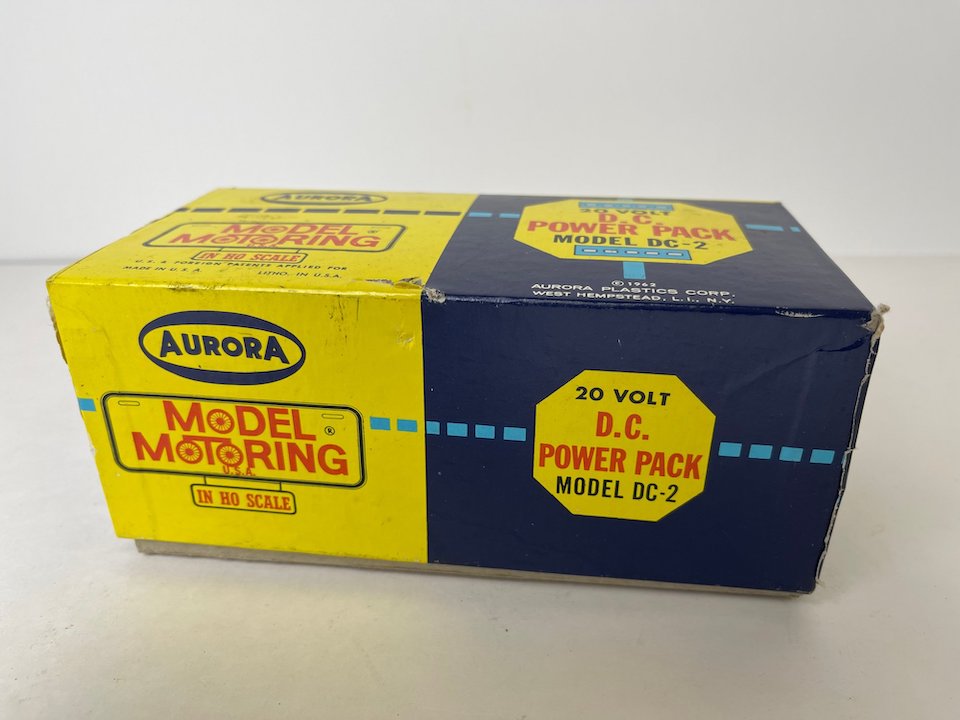 AURORA
MODEL
MOTORING ®
IN HO SCALE
U.S. & FOREIGN PATENTS APPLIED FOR
MADE IN U.S.A. LITHO. IN U.S.A.
20 VOLT
D.C.
POWER PACK
MODEL DC-2
© 1962
AURORA PLASTICS CORP.
WEST HEMPSTEAD, L.I. N.Y.
AURORA
MODEL
MOTORING ®
U.S.A.
IN HO SCALE
20 VOLT
D.C.
POWER PACK
MODEL DC-2